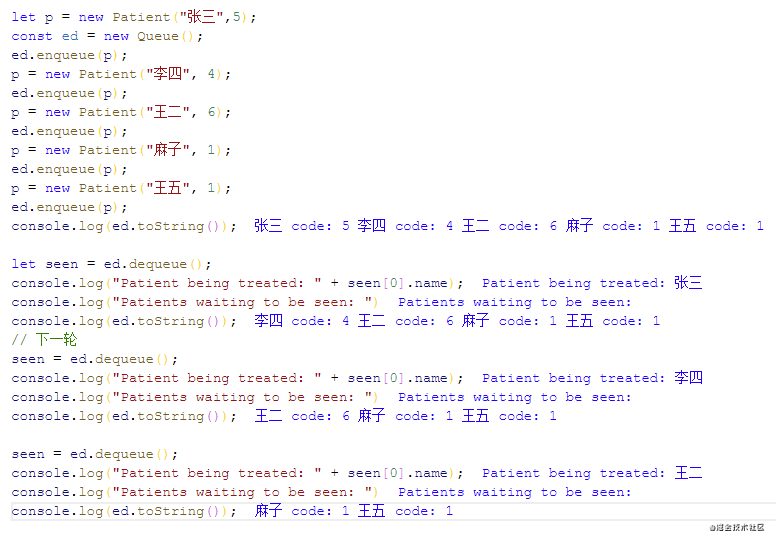 let p = new Patient("张三",5);
const ed = new Queue();
ed.enqueue(p);
p = new Patient("李四", 4);
ed.enqueue(p);
p = new Patient("王二", 6);
ed.enqueue(p);
p = new Patient("麻子", 1);
ed.enqueue(p);
p = new Patient("王五", 1);
ed.enqueue(p);
console.log(ed.toString()); 张三 code: 5 李四 code: 4 王二 code: 6 麻子 code: 1 王五 code: 1
let seen = ed.dequeue();
console.log("Patient being treated: " + seen[0].name); Patient being treated: 张三
console.log("Patients waiting to be seen: ") Patients waiting to be seen:
console.log(ed.toString()); 李四 code: 4 王二 code: 6 麻子 code: 1 王五 code: 1
// 下一轮
seen = ed.dequeue();
console.log("Patient being treated: " + seen[0].name); Patient being treated: 李四
console.log("Patients waiting to be seen: ") Patients waiting to be seen:
console.log(ed.toString()); 王二 code: 6 麻子 code: 1 王五 code: 1
seen = ed.dequeue();
console.log("Patient being treated: " + seen[0].name); Patient being treated: 王二
console.log("Patients waiting to be seen: ") Patients waiting to be seen:
console.log(ed.toString()); 麻子 code: 1 王五 code: 1
@掘金技术社区